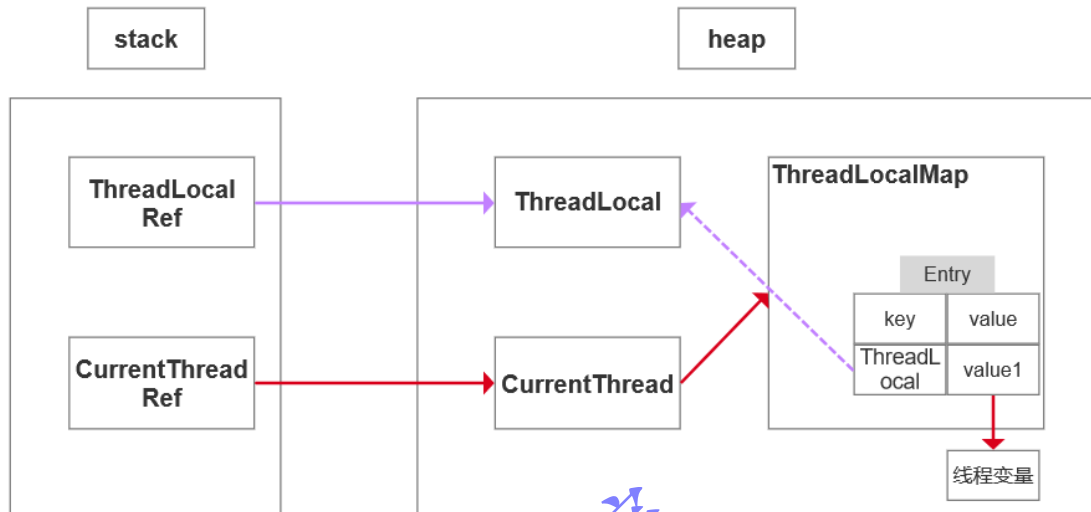 stack
heap
ThreadLocal
Ref
ThreadLocal
ThreadLocalMap
Entry
key
value
ThreadL
ocal
value1
CurrentThread
Ref
CurrentThread
线程变量